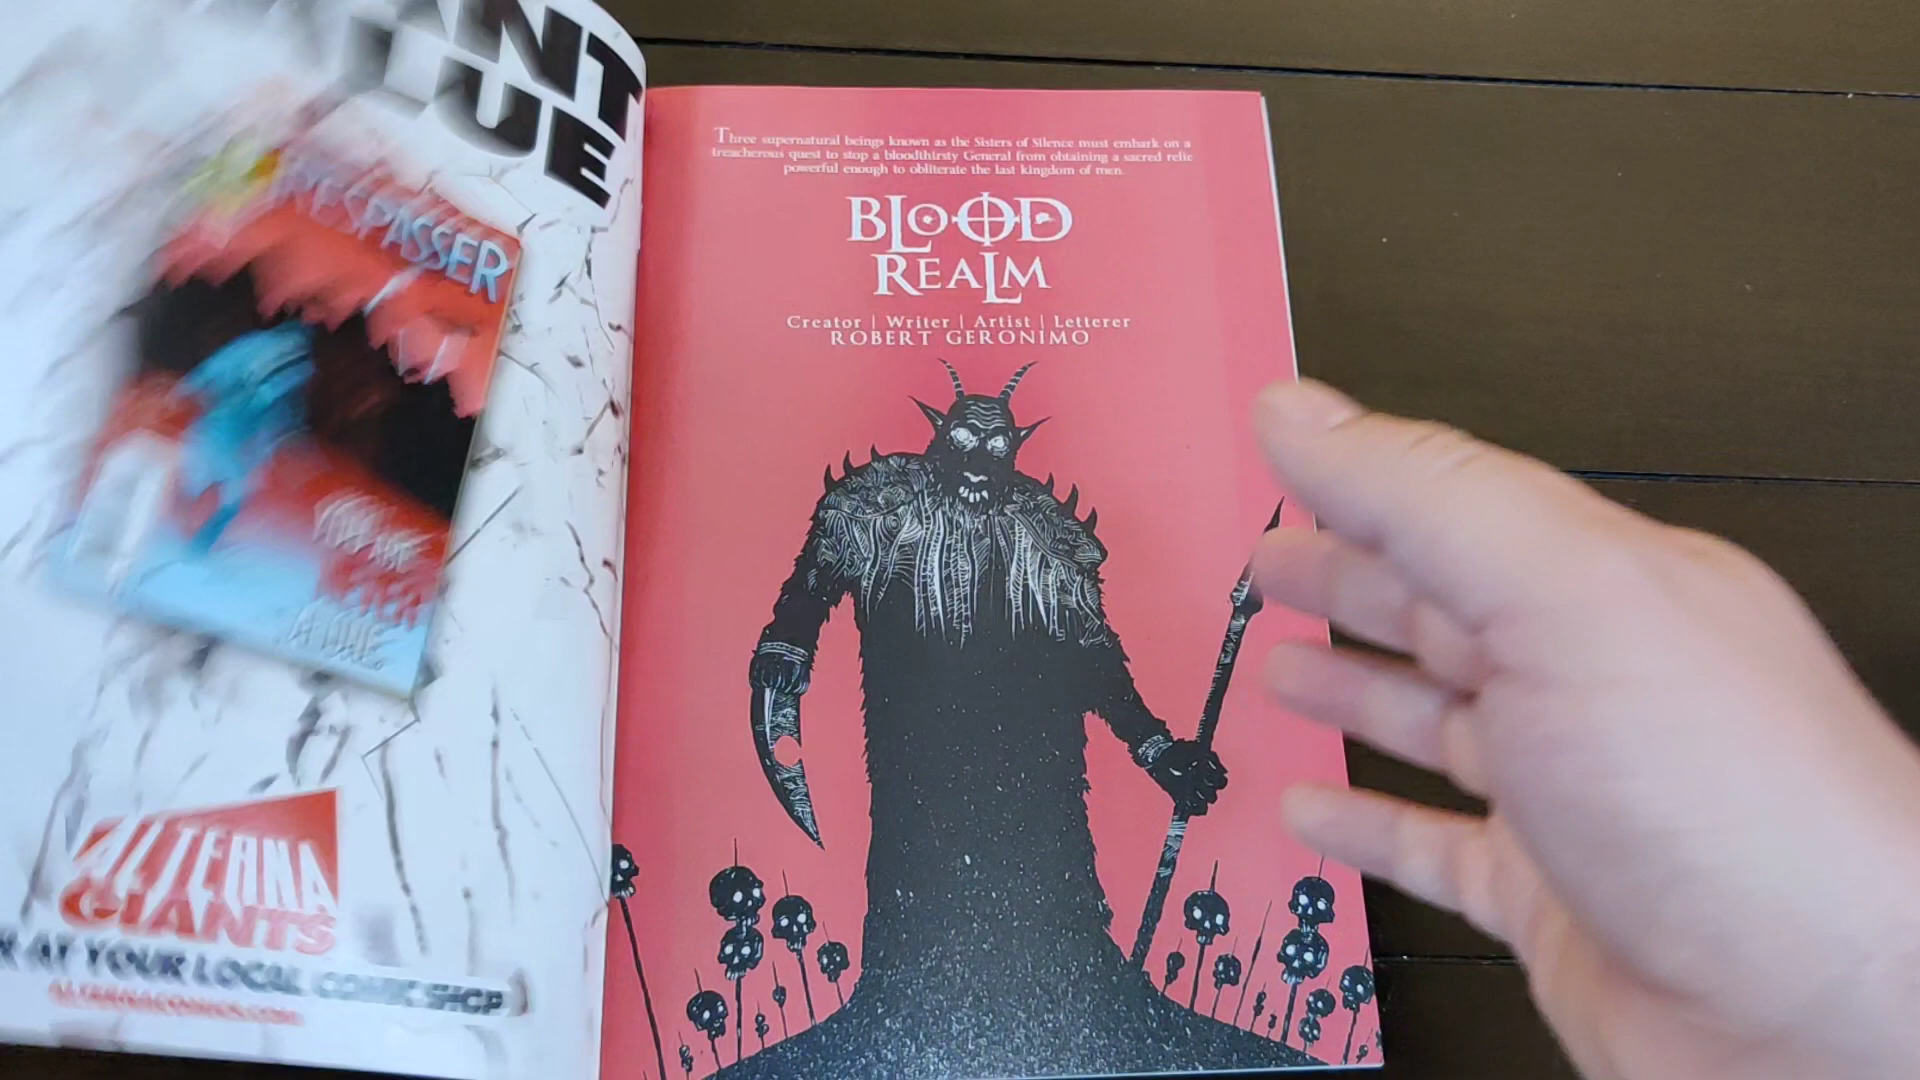 TRESPASSER
ALTERNA
GIANTS
AT YOUR LOCAL COMIC SHOP
ALTERNACOMICS.COM
Three supernatural beings known as the Sisters of Silence must embark on a
treacherous quest to stop a bloodthirsty General from obtaining a sacred relic
powerful enough to obliterate the last kingdom of men.
BLOOD
REALM
Creator | Writer | Artist | Letterer
ROBERT GERONIMO